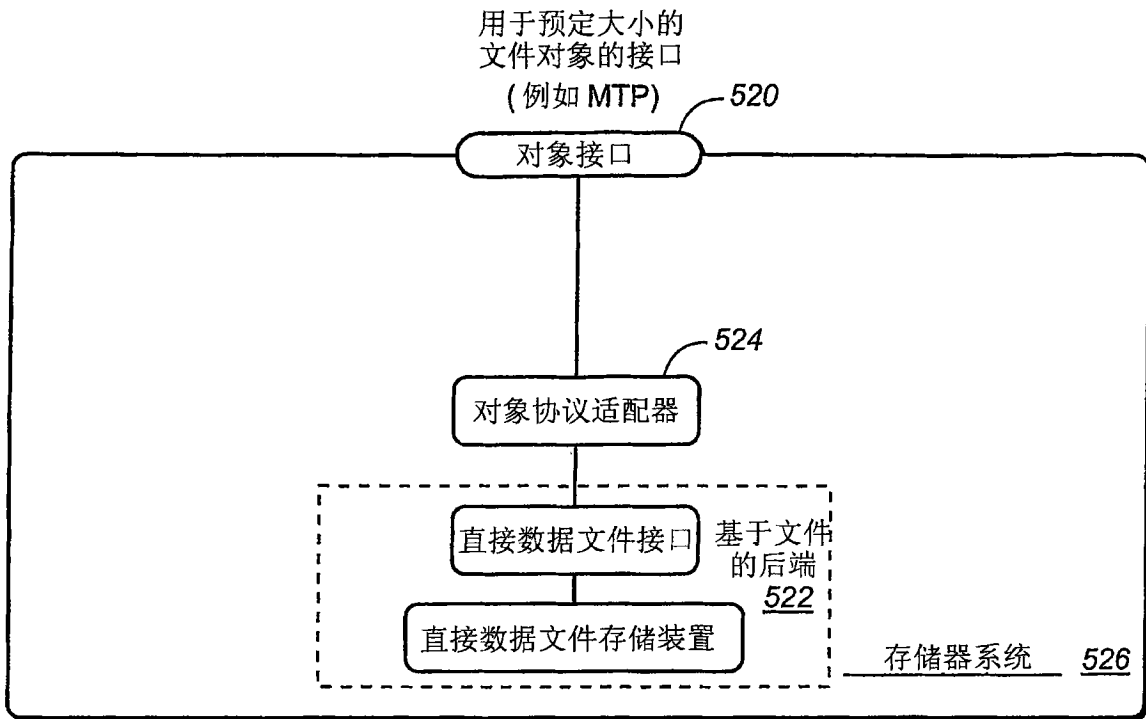 用于预定大小的
文件对象的接口
(例如 MTP)
520
对象接口
524
对象协议适配器
直接数据文件接口
基于文件
的后端
522
直接数据文件存储装置
存储器系统 526